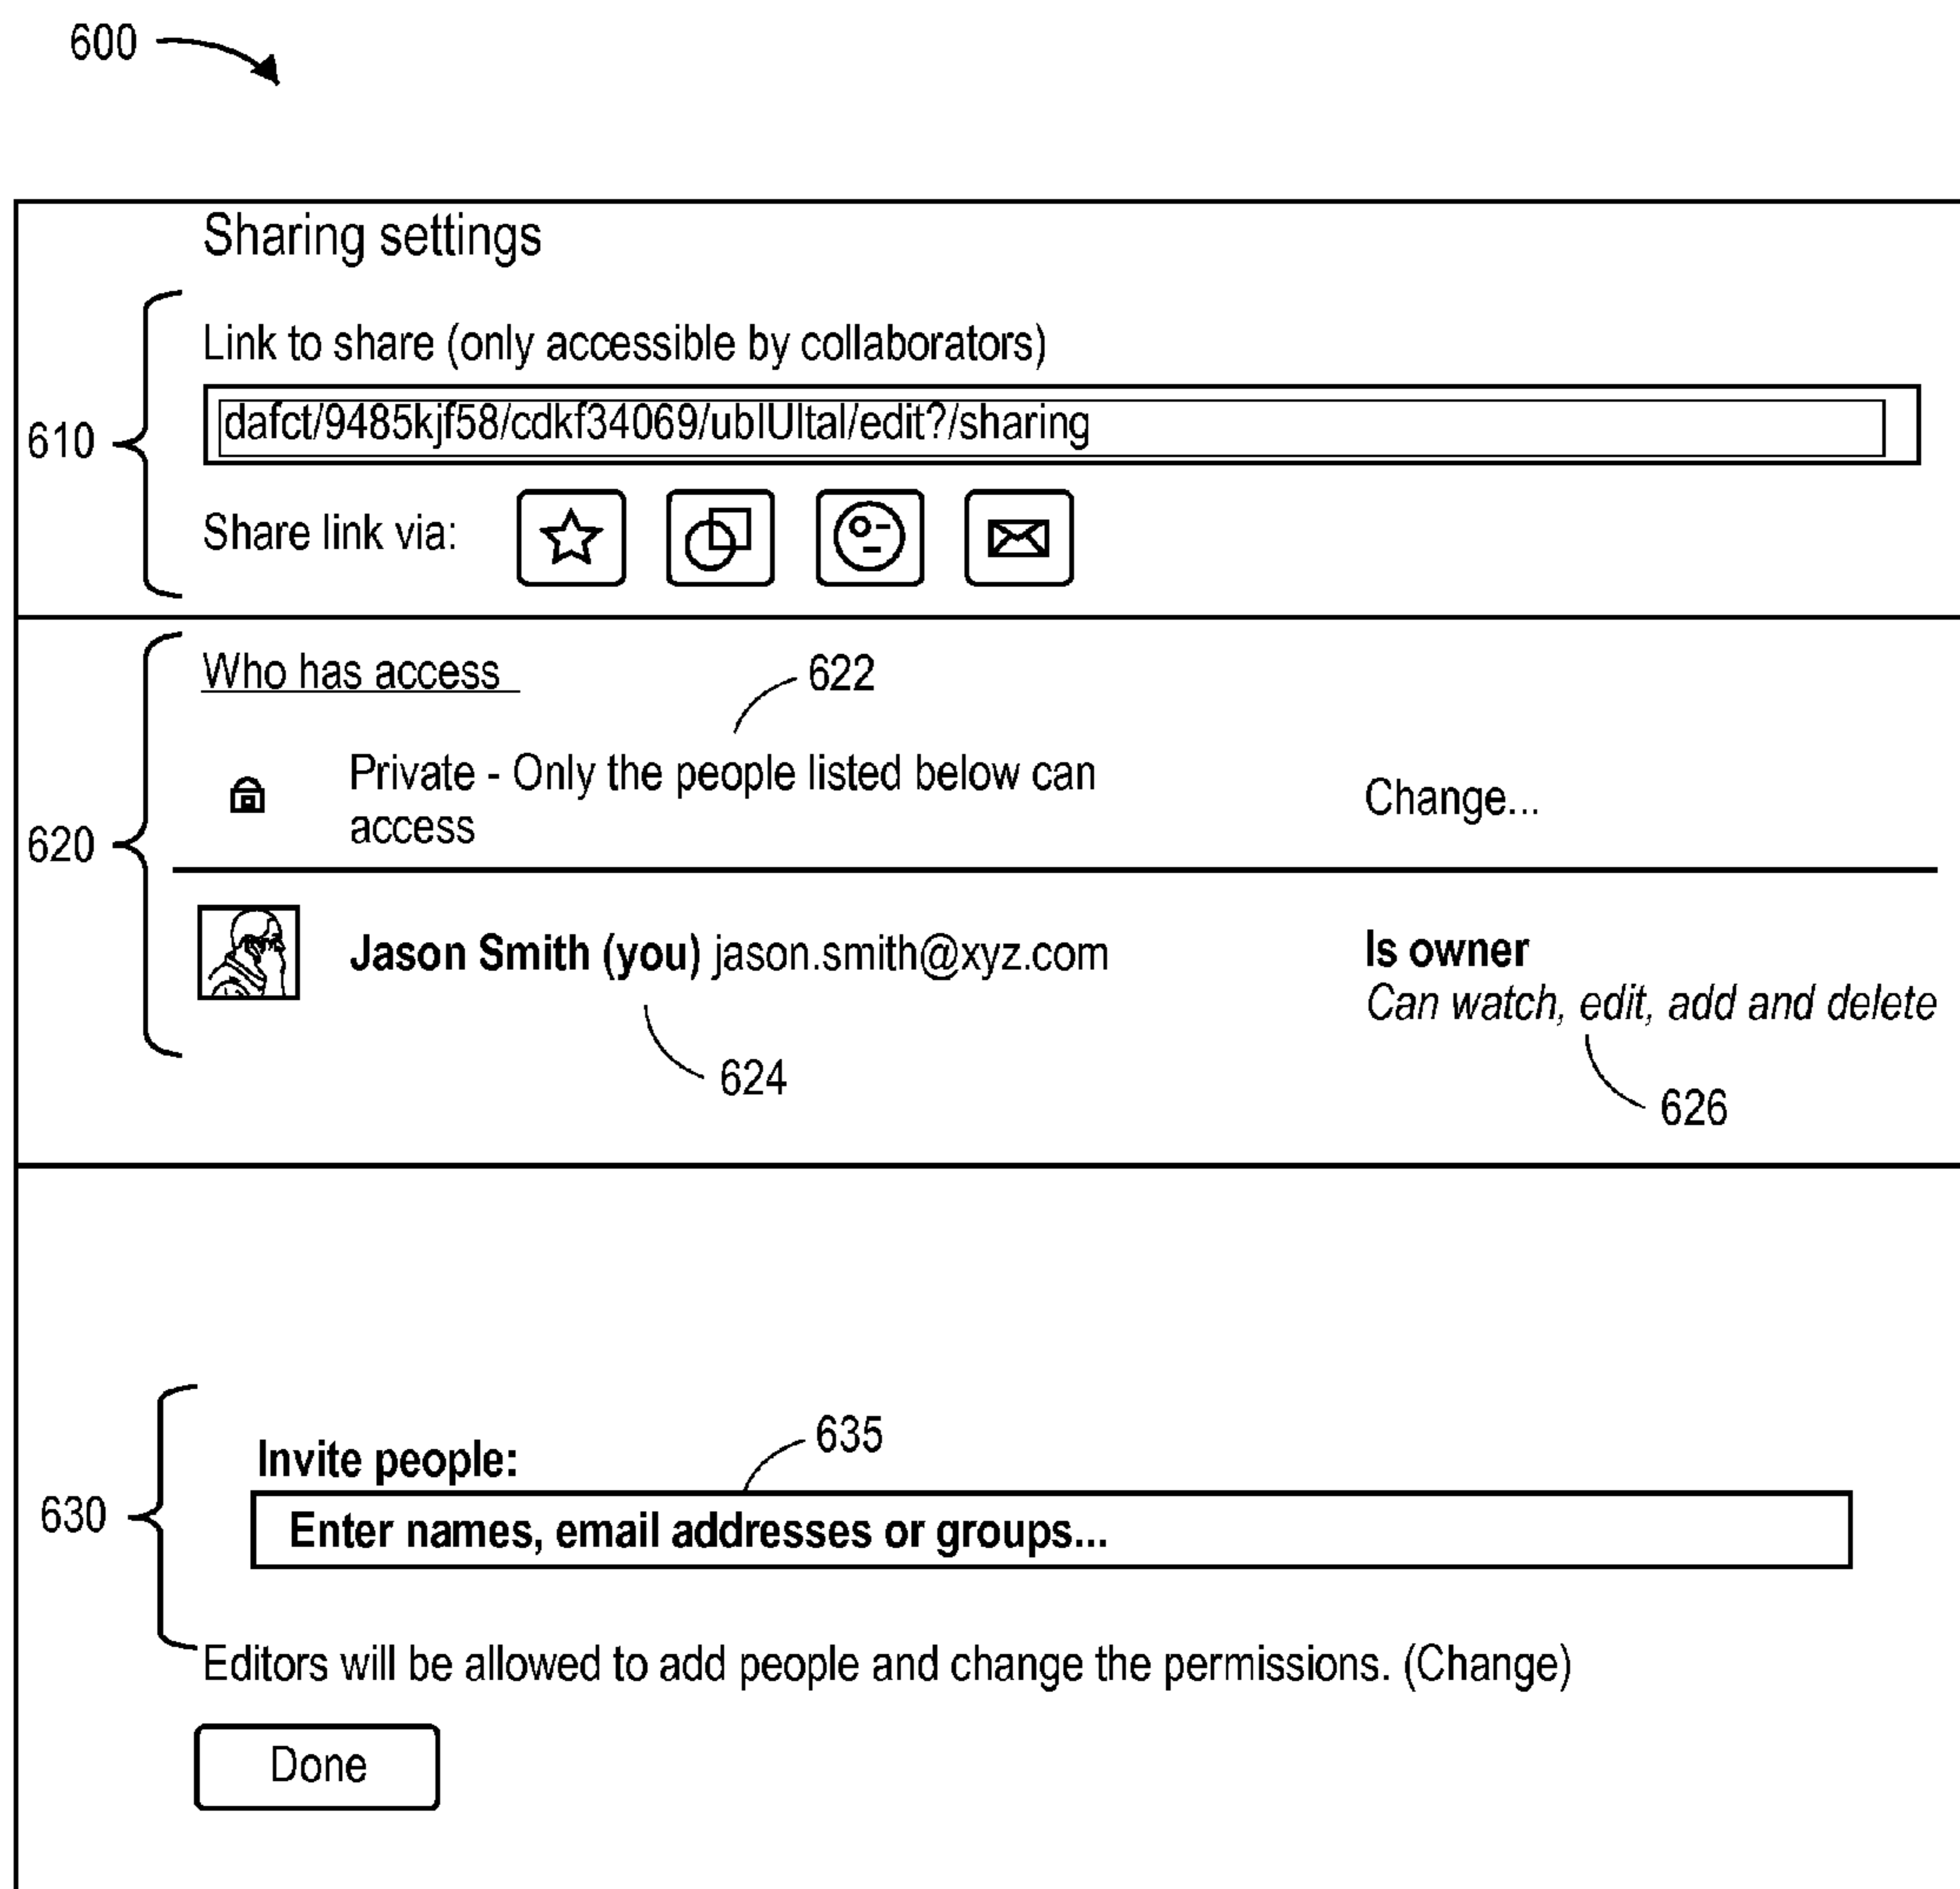 600
Sharing settings
Link to share (only accessible by collaborators)
dafct/9485kjf58/cdkf34069/ublUltal/edit?/sharing
610
Share link via:
Who has access
622
Private - Only the people listed below can
access
Change...
620
Jason Smith (you) jason.smith@xyz.com
Is owner
Can watch, edit, add and delete
624
626
635
Invite people:
630
Enter names, email addresses or groups...
Editors will be allowed to add people and change the permissions. (Change)
Done